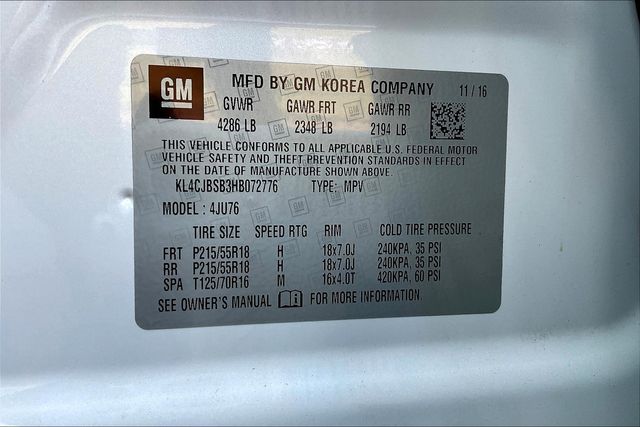 GM MFD BY GM KOREA COMPANY 11 / 16
GVWR GAWR FRT GAWR RR
4286 LB 2348 LB 2194 LB
THIS VEHICLE CONFORMS TO ALL APPLICABLE U.S. FEDERAL MOTOR
VEHICLE SAFETY AND THEFT PREVENTION STANDARDS IN EFFECT
ON THE DATE OF MANUFACTURE SHOWN ABOVE.
KL4CJBSB3HB072776 TYPE: MPV
MODEL : 4JU76
TIRE SIZE SPEED RTG RIM COLD TIRE PRESSURE
FRT P215/55R18 H 18x7.0J 240KPA, 35 PSI
RR P215/55R18 H 18x7.0J 240KPA, 35 PSI
SPA T125/70R16 M 16x4.0T 420KPA, 60 PSI
SEE OWNER'S MANUAL FOR MORE INFORMATION.